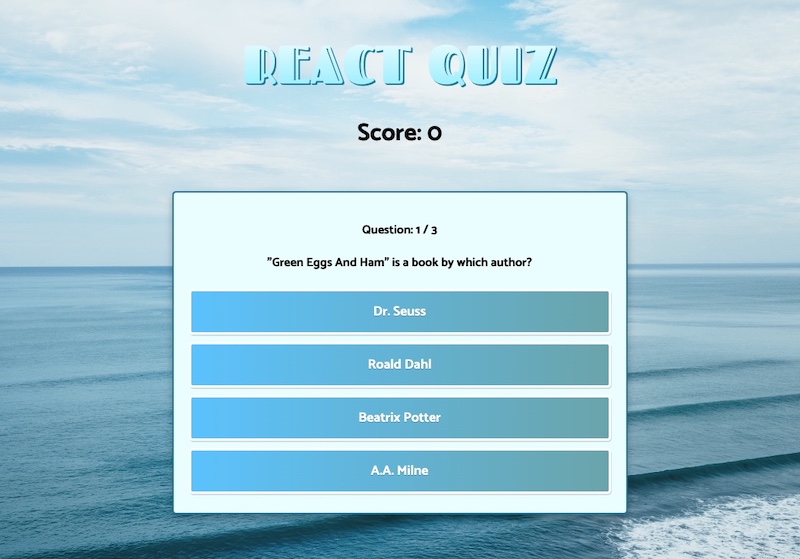 REACT QUIZ
Score: 0
Question: 1 / 3
"Green Eggs And Ham" is a book by which author?
Dr. Seuss
Roald Dahl
Beatrix Potter
A.A. Milne